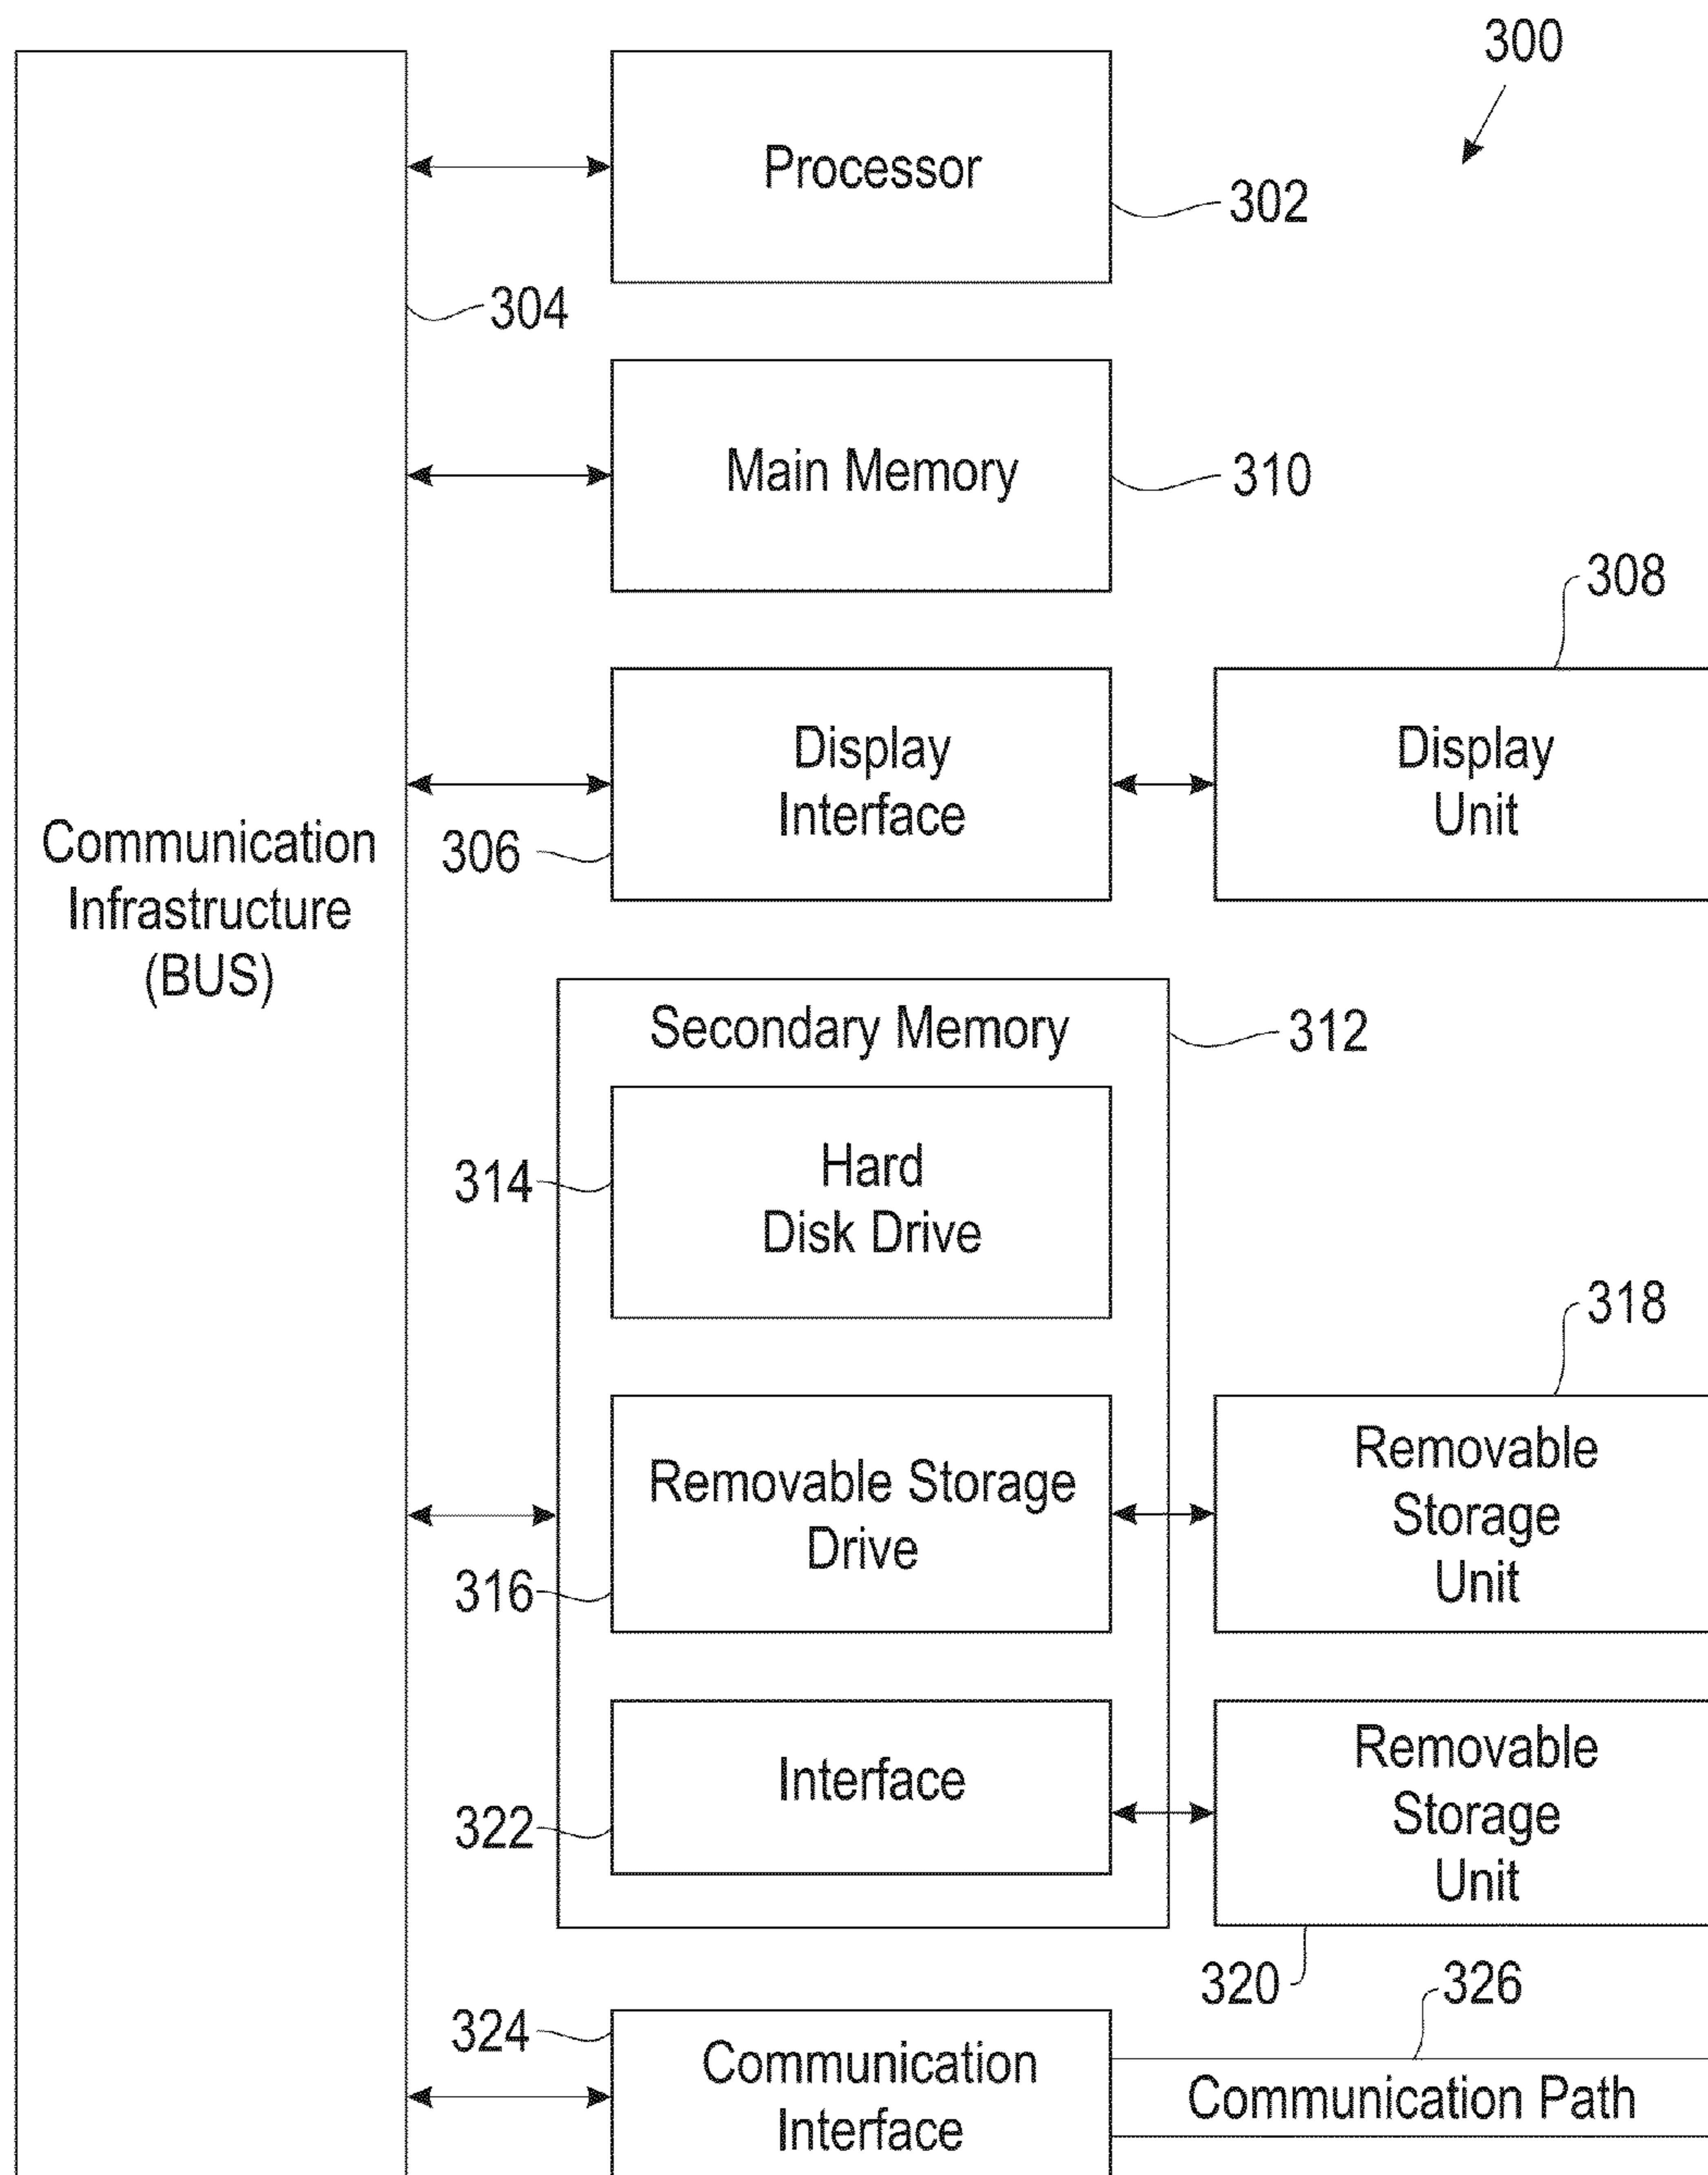 300
Processor
302
304
Main Memory
310
308
Display
Interface
306
Display
Unit
Communication
Infrastructure
(BUS)
Secondary Memory
312
Hard
Disk Drive
314
318
Removable Storage
Drive
316
Removable
Storage
Unit
Interface
322
Removable
Storage
Unit
320
326
324
Communication
Interface
Communication Path